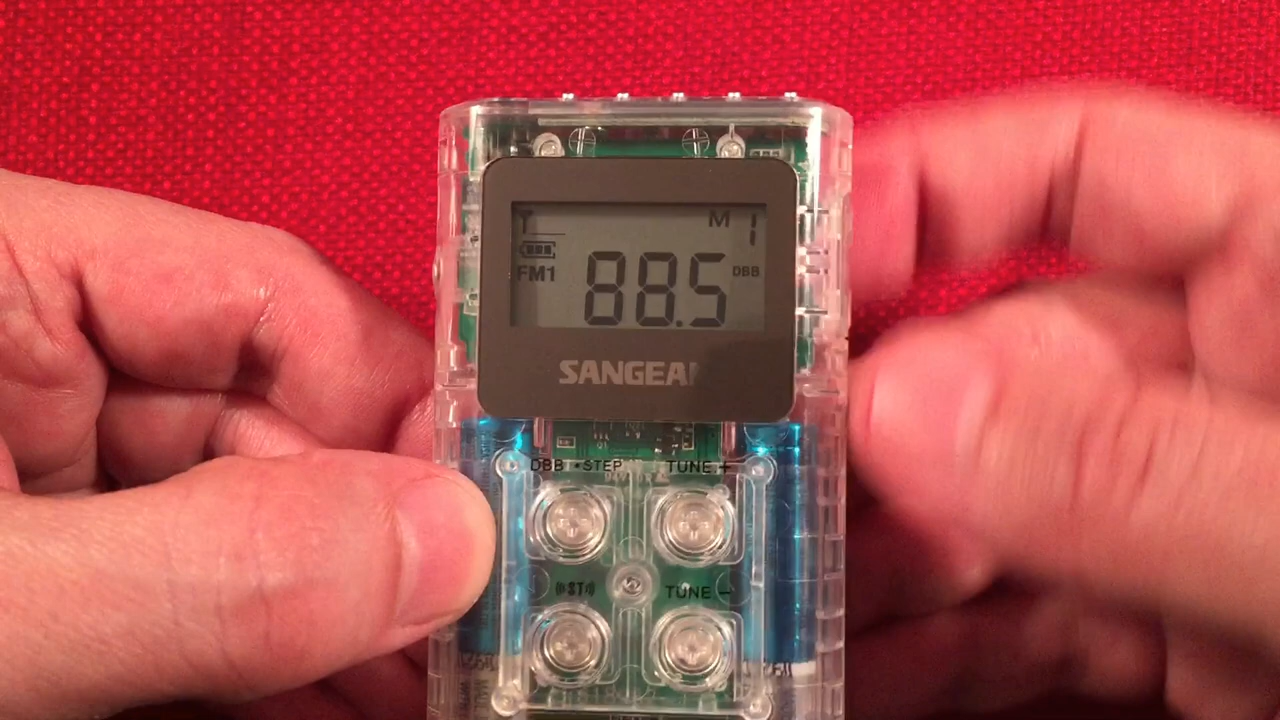 M 1
FM1 88.5 DBB
SANGEAN
DBB • STEP TUNE +
((ST)) TUNE −